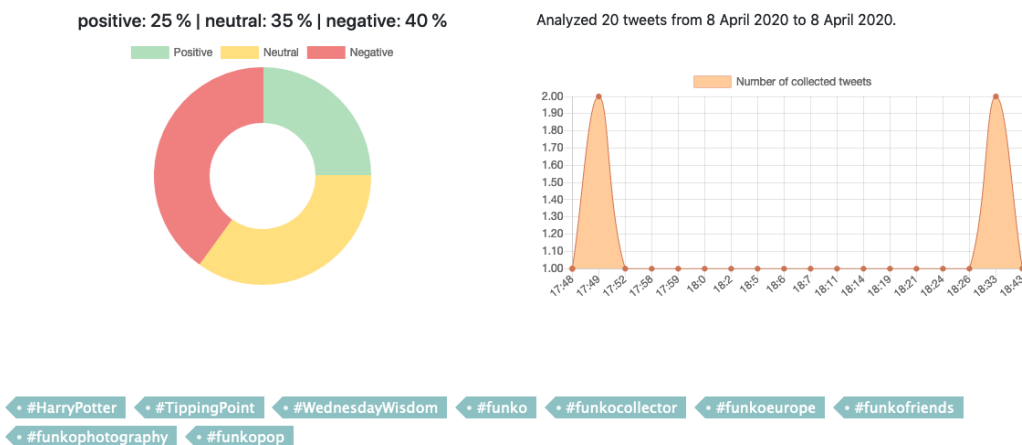 positive: 25 % | neutral: 35 % | negative: 40 %
Analyzed 20 tweets from 8 April 2020 to 8 April 2020.
Positive Neutral Negative
Number of collected tweets
2.00
1.90
1.80
1.70
1.60
1.50
1.40
1.30
1.20
1.10
1.00
17:48 17:49 17:52 17:58 17:59 18:0 18:2 18:5 18:6 18:7 18:11 18:14 18:19 18:21 18:24 18:26 18:33 18:43
• #HarryPotter • #TippingPoint • #WednesdayWisdom • #funko • #funkocollector • #funkoeurope • #funkofriends
• #funkophotography • #funkopop